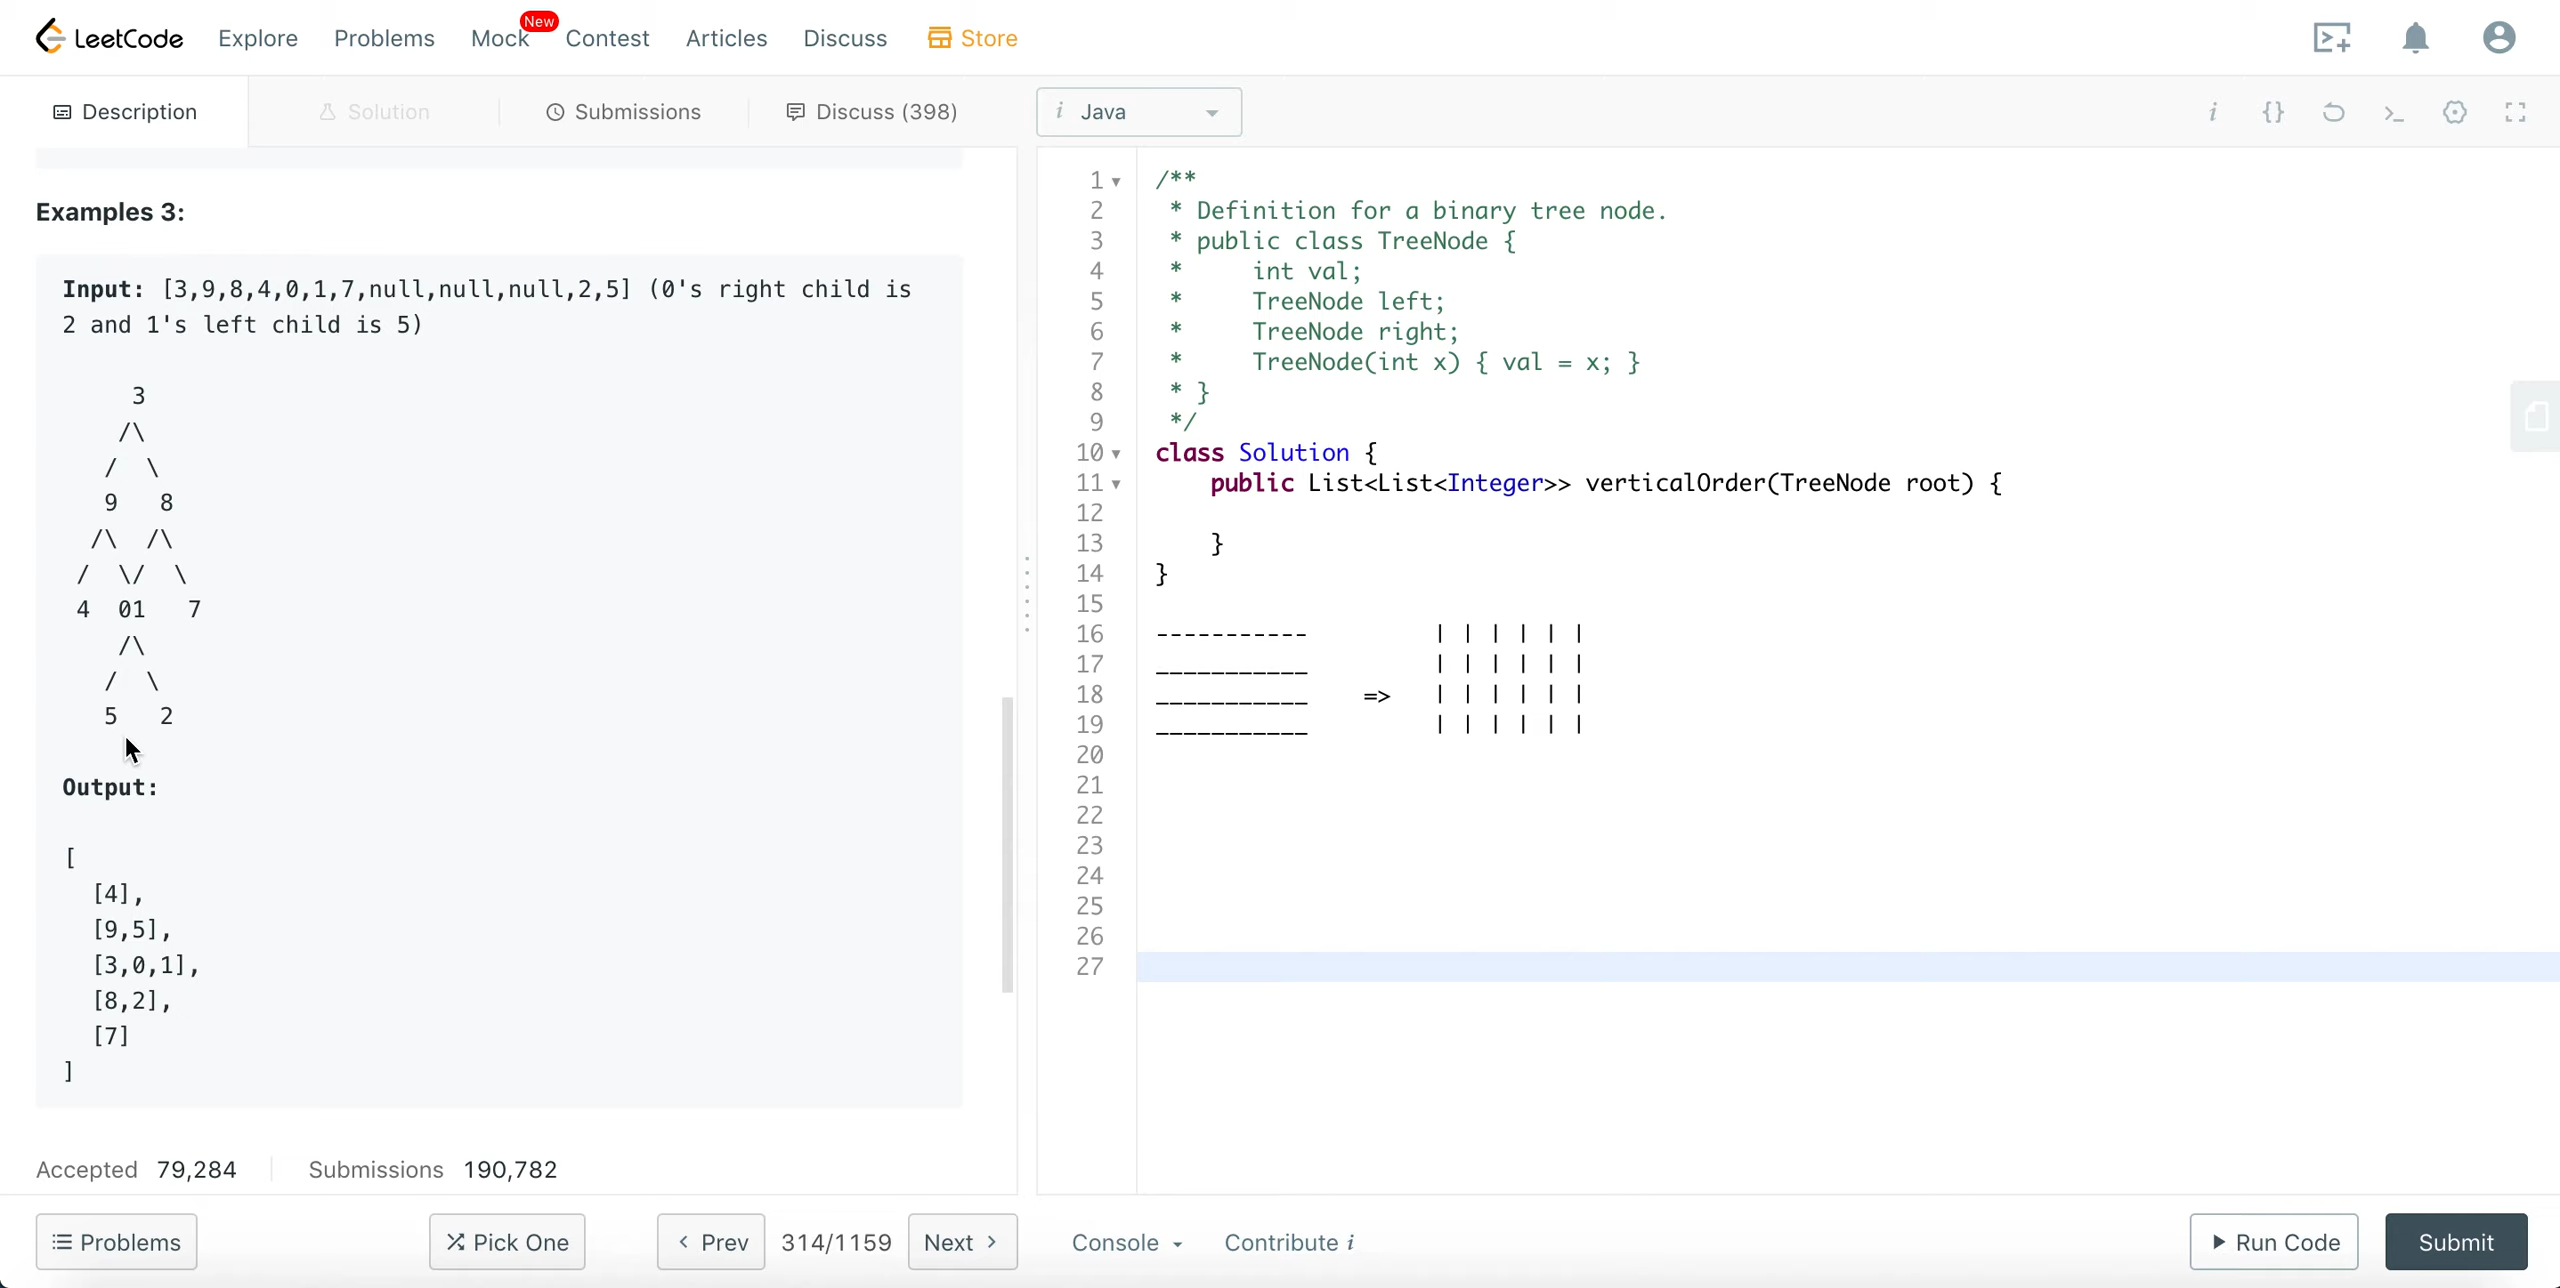 LeetCode Explore Problems Mock New Contest Articles Discuss Store
Description Solution Submissions Discuss (398)
Examples 3:
Input: [3,9,8,4,0,1,7,null,null,null,2,5] (0's right child is
2 and 1's left child is 5)
     3
    /\
   /  \
   9   8
  /\  /\
 /  \/  \
 4  01   7
    /\
   /  \
   5   2
Output:
[
  [4],
  [9,5],
  [3,0,1],
  [8,2],
  [7]
]
Accepted 79,284 Submissions 190,782
Problems Pick One < Prev 314/1159 Next >
i Java i {}
1 /**
2  * Definition for a binary tree node.
3  * public class TreeNode {
4  *     int val;
5  *     TreeNode left;
6  *     TreeNode right;
7  *     TreeNode(int x) { val = x; }
8  * }
9  */
10 class Solution {
11     public List<List<Integer>> verticalOrder(TreeNode root) {
12
13     }
14 }
15
16 -----------         | | | | | |
17 ___________         | | | | | |
18 ___________    =>   | | | | | |
19 ___________         | | | | | |
20
21
22
23
24
25
26
27
Console Contribute i Run Code Submit